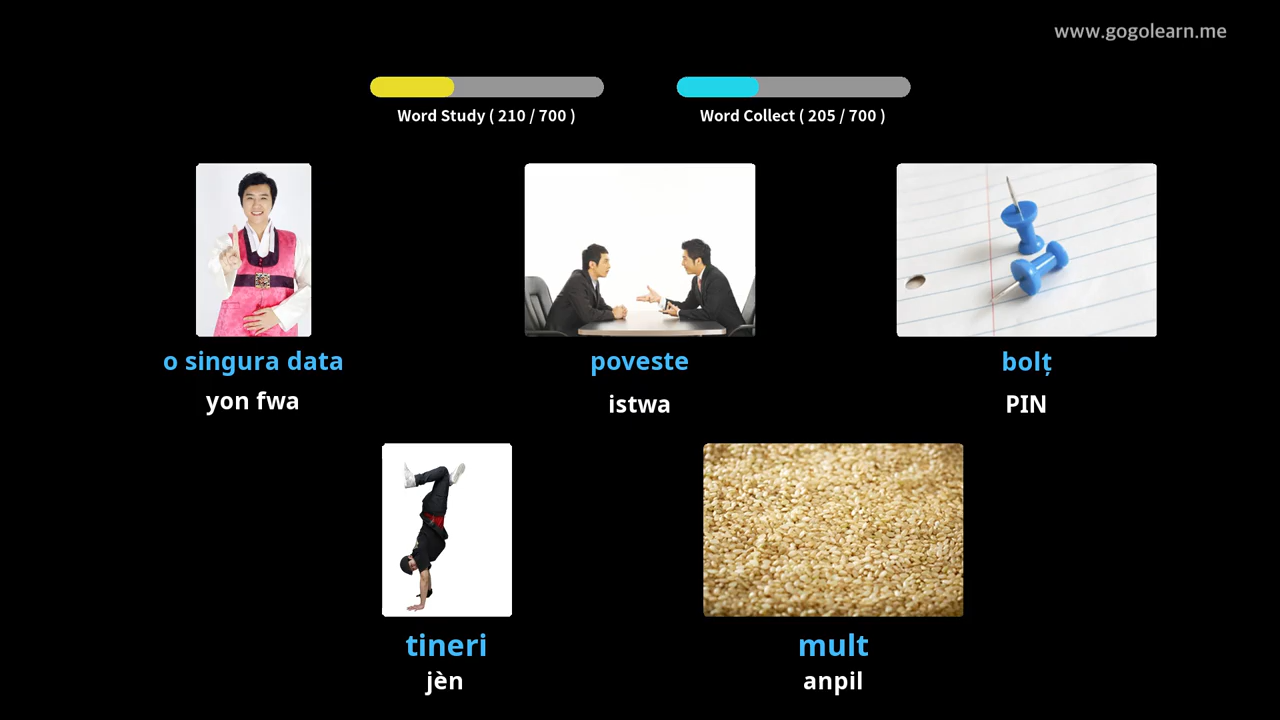 www.gogolearn.me
Word Study ( 210 / 700 )
Word Collect ( 205 / 700 )
o singura data
yon fwa
poveste
istwa
bolț
PIN
tineri
jèn
mult
anpil